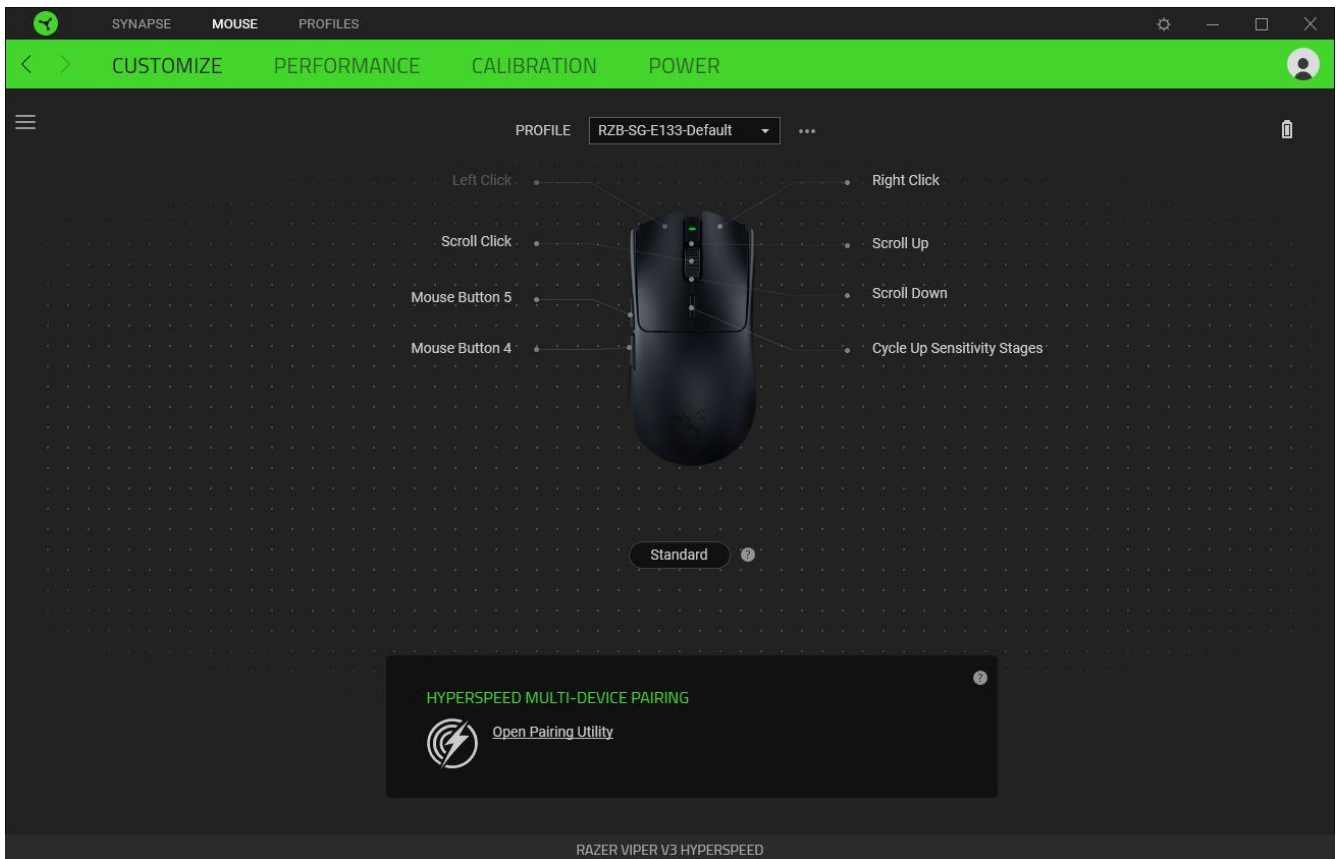 SYNAPSE MOUSE PROFILES
CUSTOMIZE PERFORMANCE CALIBRATION POWER
PROFILE RZB-SG-E133-Default
Left Click
Right Click
Scroll Click
Scroll Up
Mouse Button 5
Scroll Down
Mouse Button 4
Cycle Up Sensitivity Stages
Standard ?
?
HYPERSPEED MULTI-DEVICE PAIRING
Open Pairing Utility
RAZER VIPER V3 HYPERSPEED